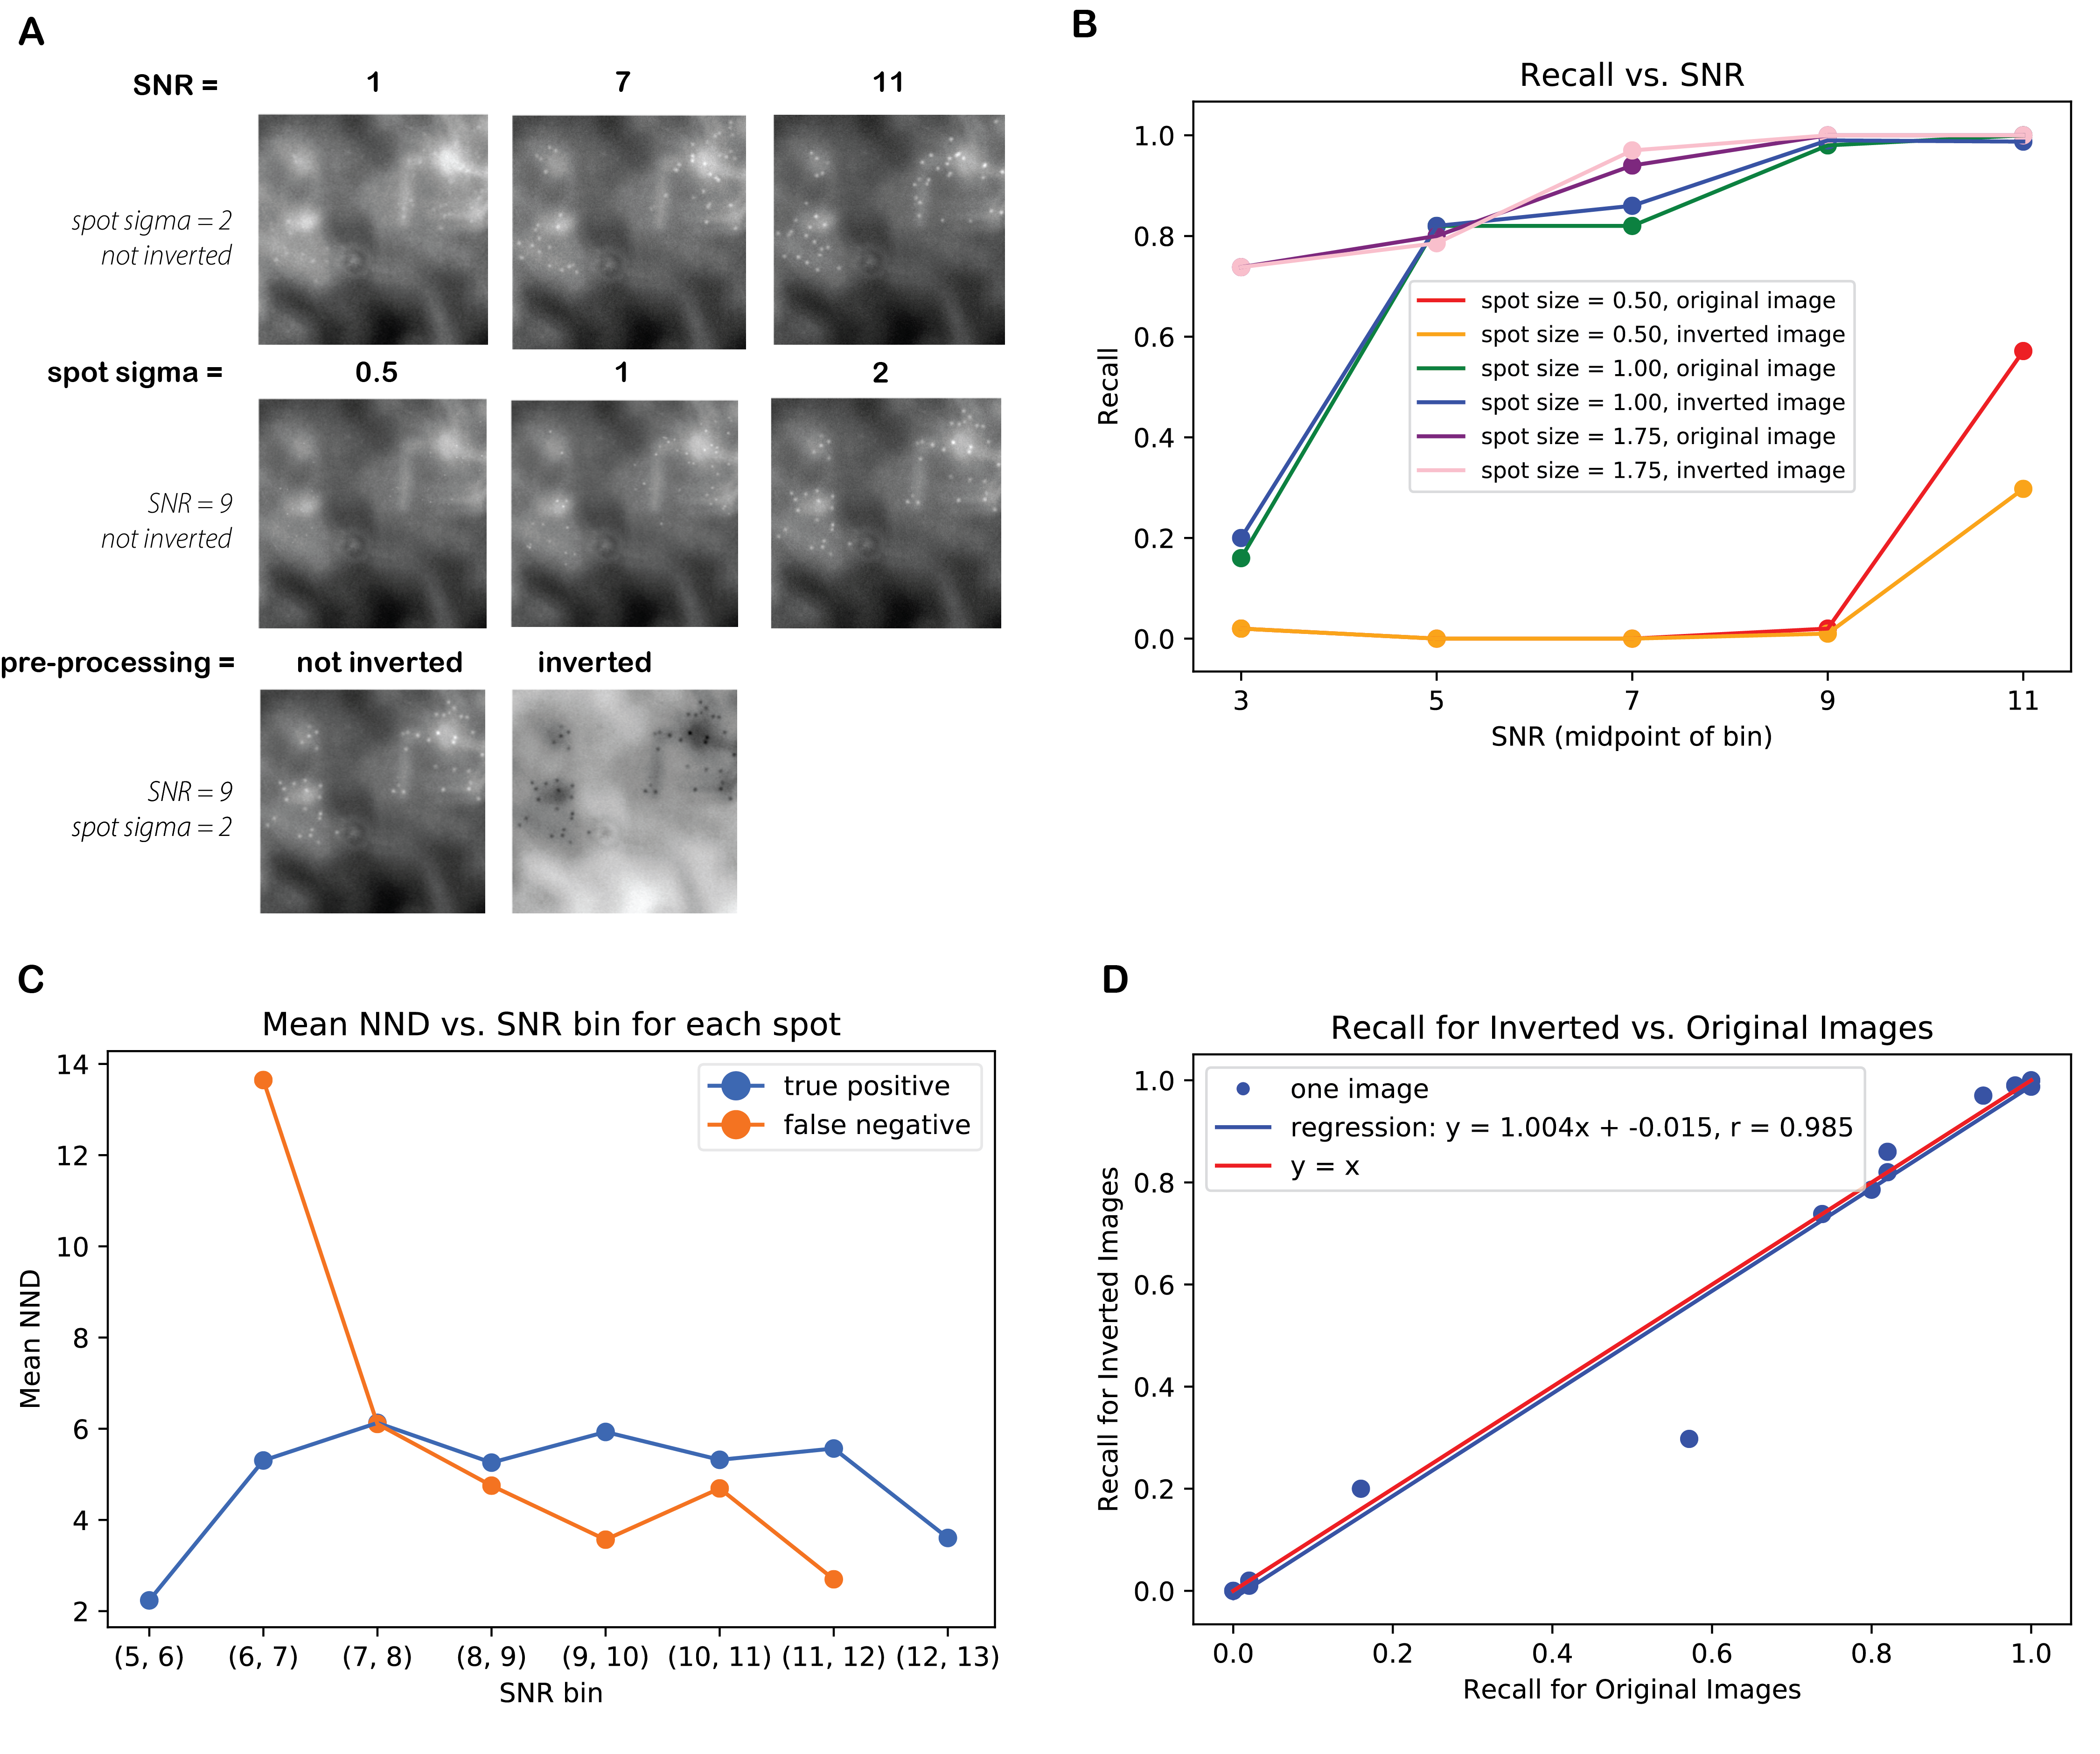 A
SNR = 1 7 11
spot sigma = 2
not inverted
spot sigma = 0.5 1 2
SNR = 9
not inverted
pre-processing = not inverted inverted
SNR = 9
spot sigma = 2
B
Recall vs. SNR
1.0
0.8
0.6
0.4
0.2
0.0
Recall
spot size = 0.50, original image
spot size = 0.50, inverted image
spot size = 1.00, original image
spot size = 1.00, inverted image
spot size = 1.75, original image
spot size = 1.75, inverted image
3 5 7 9 11
SNR (midpoint of bin)
C
Mean NND vs. SNR bin for each spot
14
12
10
8
6
4
2
Mean NND
true positive
false negative
(5, 6) (6, 7) (7, 8) (8, 9) (9, 10) (10, 11) (11, 12) (12, 13)
SNR bin
D
Recall for Inverted vs. Original Images
1.0
0.8
0.6
0.4
0.2
0.0
Recall for Inverted Images
one image
regression: y = 1.004x + -0.015, r = 0.985
y = x
0.0 0.2 0.4 0.6 0.8 1.0
Recall for Original Images